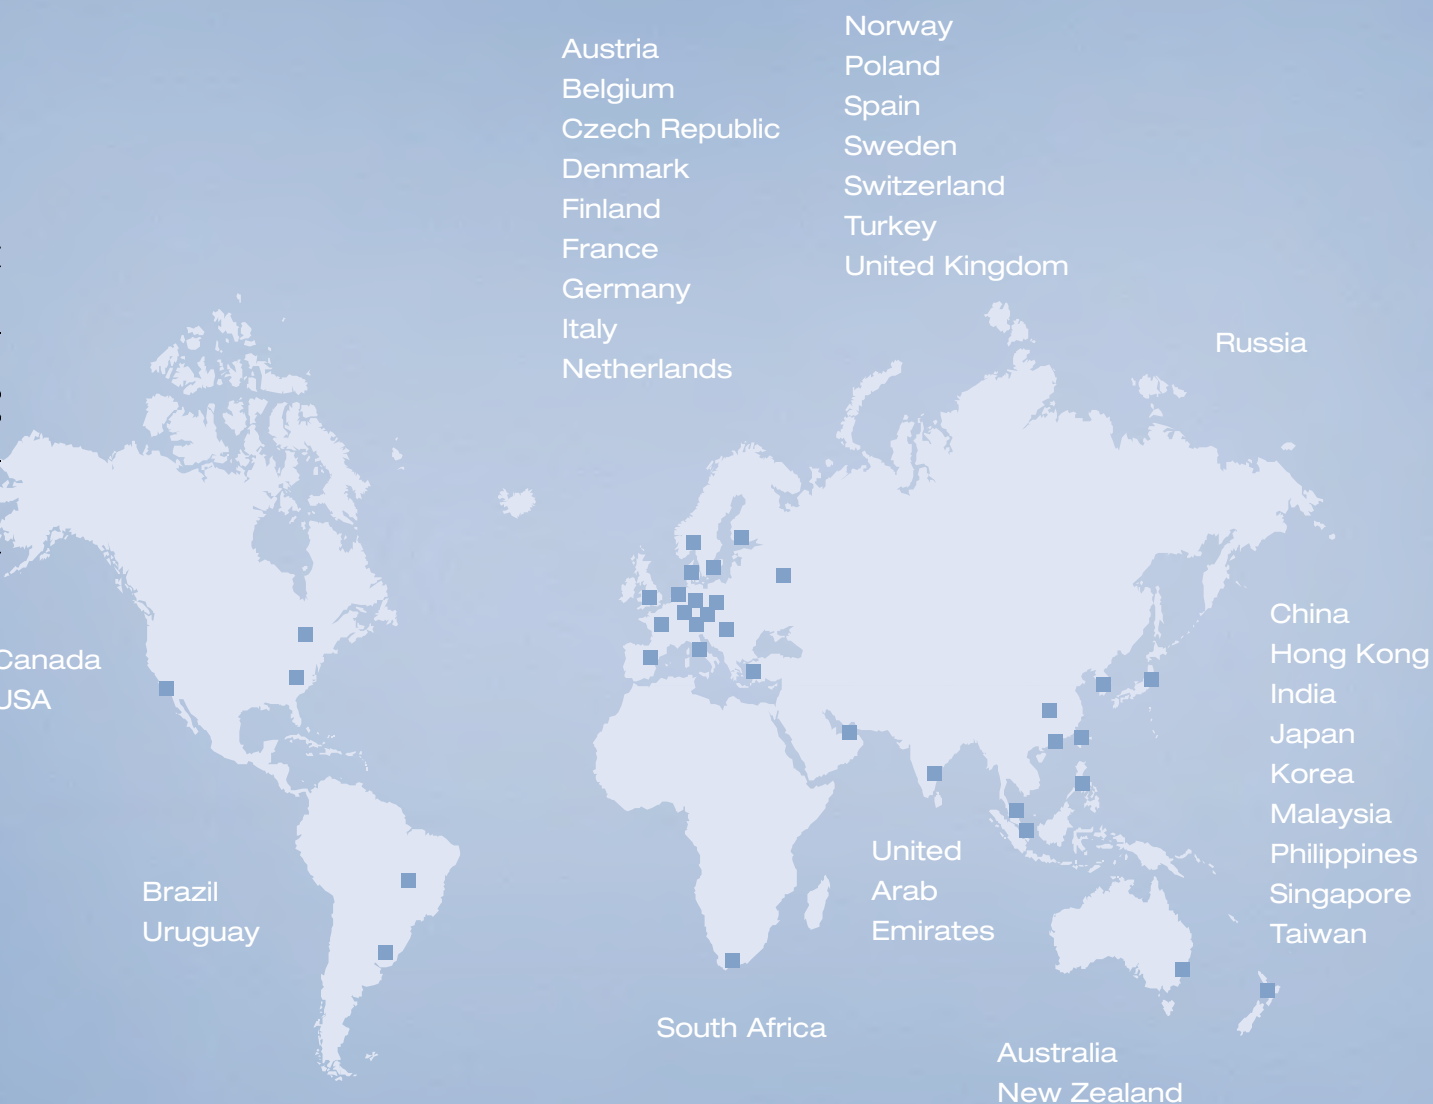 Austria
Belgium
Czech Republic
Denmark
Finland
France
Germany
Italy
Netherlands
Norway
Poland
Spain
Sweden
Switzerland
Turkey
United Kingdom
Russia
Canada
USA
China
Hong Kong
India
Japan
Korea
Malaysia
Philippines
Singapore
Taiwan
Brazil
Uruguay
United
Arab
Emirates
South Africa
Australia
New Zealand